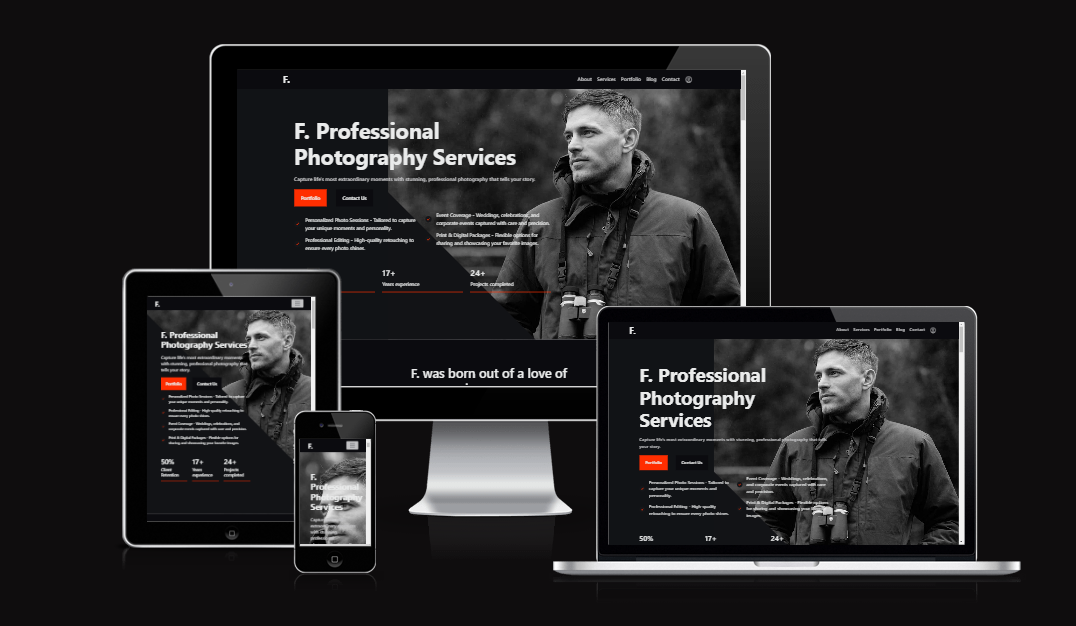 F.
About Services Portfolio Blog Contact
F. Professional
Photography Services
Capture life's most extraordinary moments with stunning, professional photography that tells your story.
Portfolio Contact Us
Personalized Photo Sessions - Tailored to capture
your unique moments and personality.
Professional Editing - High-quality retouching to
ensure every photo shines.
Event Coverage - Weddings, celebrations, and
corporate events captured with care and precision.
Print & Digital Packages - Flexible options for
sharing and showcasing your favorite images.
17+
Years experience
24+
Projects completed
F. was born out of a love of
F.
F. Professional
Photography Services
Capture life's most extraordinary moments
with stunning, professional photography that
tells your story.
Portfolio Contact Us
Personalized Photo Sessions - Tailored to capture
your unique moments and personality.
Professional Editing - High-quality retouching to
ensure every photo shines.
Event Coverage - Weddings, celebrations, and
corporate events captured with care and precision.
Print & Digital Packages - Flexible options for
sharing and showcasing your favorite images.
50%
Client
Retention
17+
Years
experience
24+
Projects
completed
F.
F.
Professional
Photography
Services
Capture life's most
extraordinary
moments with
stunning,
professional
F.
About Services Portfolio Blog Contact
F. Professional
Photography
Services
Capture life's most extraordinary moments with stunning, professional photography that tells
your story.
Portfolio Contact Us
Personalized Photo Sessions - Tailored to
capture your unique moments and
personality.
Professional Editing - High-quality
retouching to ensure every photo shines.
Event Coverage - Weddings, celebrations,
and corporate events captured with care
and precision.
Print & Digital Packages - Flexible options
for sharing and showcasing your favorite
images.
50% 17+ 24+